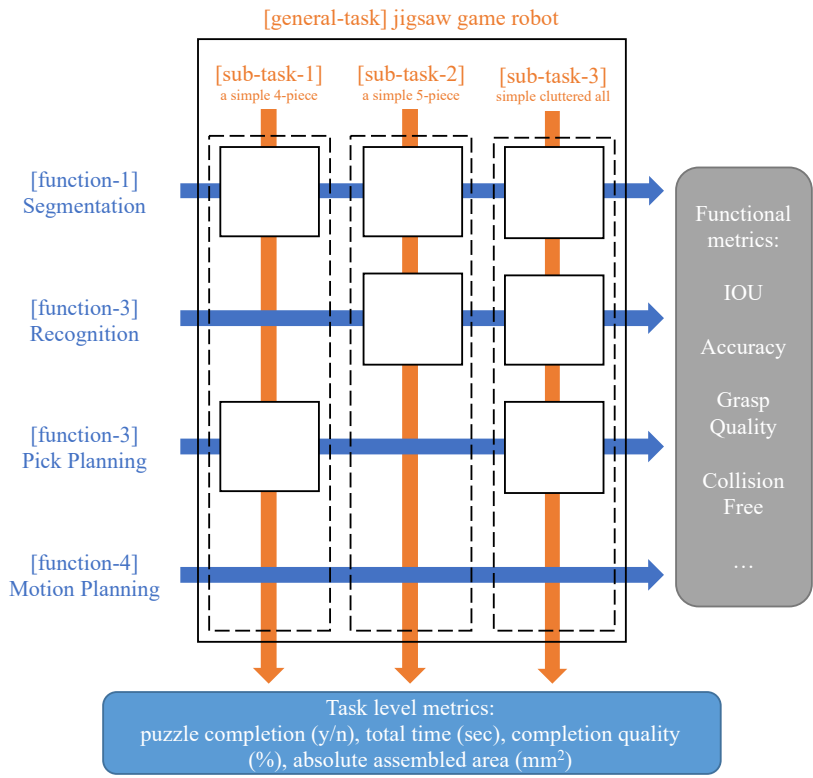 [general-task] jigsaw game robot
[sub-task-1]
a simple 4-piece
[sub-task-2]
a simple 5-piece
[sub-task-3]
simple cluttered all
[function-1]
Segmentation
[function-3]
Recognition
[function-3]
Pick Planning
[function-4]
Motion Planning
Functional
metrics:
IOU
Accuracy
Grasp
Quality
Collision
Free
…
Task level metrics:
puzzle completion (y/n), total time (sec), completion quality
(%), absolute assembled area (mm²)